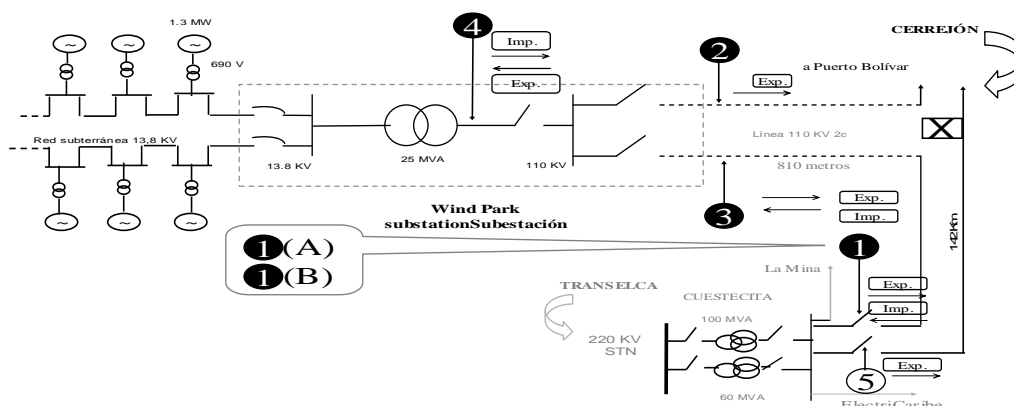 1.3 MW
690 V
Red subterránea 13,8 KV
13.8 KV
25 MVA
110 KV
4
Imp.
Exp.
2
Exp.
CERREJÓN
a Puerto Bolívar
Línea 110 KV 2c
810 metros
3
Exp.
Imp.
142Km
Wind Park
substationSubestación
1(A)
1(B)
1
La Mina
Exp.
Imp.
TRANSELCA
CUESTECITA
100 MVA
220 KV
STN
60 MVA
5
Exp.
ElectriCaribe